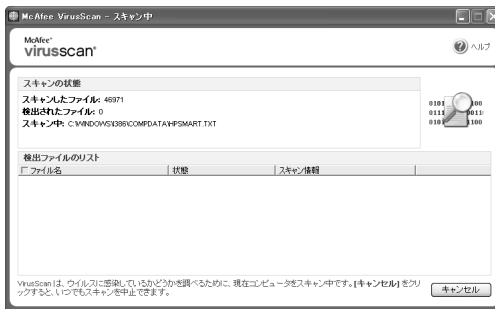 McAfee VirusScan - スキャン中
McAfee®
virusscan®
ヘルプ
スキャンの状態
スキャンしたファイル: 46971
検出されたファイル: 0
スキャン中: C:\WINDOWS\I386\COMPDATA\HPSMART.TXT
0101 100
0111 0011
010 1100
検出ファイルのリスト
ファイル名 状態 スキャン情報
VirusScan は、ウイルスに感染しているかどうかを調べるために、現在コンピュータをスキャン中です。[キャンセル] をクリ
ックすると、いつでもスキャンを中止できます。
キャンセル